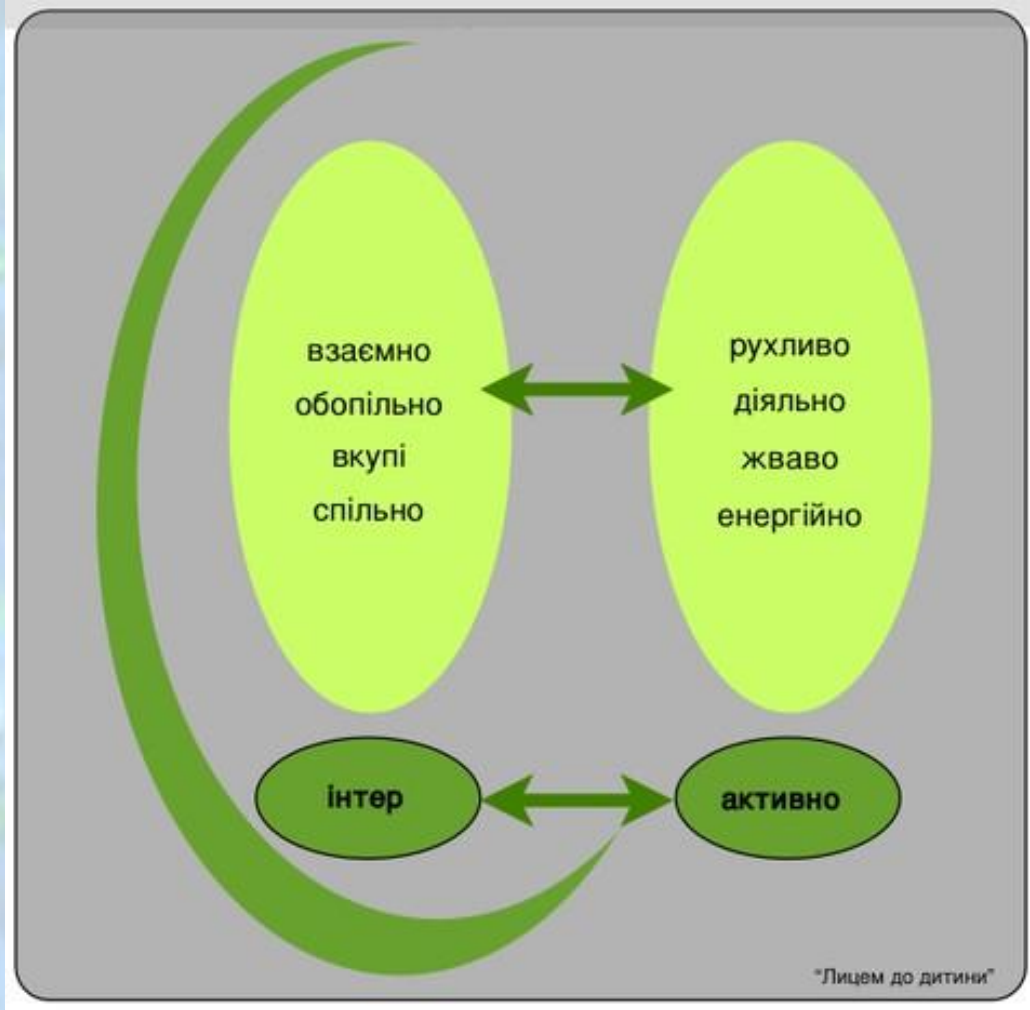 взаємно
обопільно
вкупі
спільно
рухливо
діяльно
жваво
енергійно
інтер
активно
“Лицем до дитини”